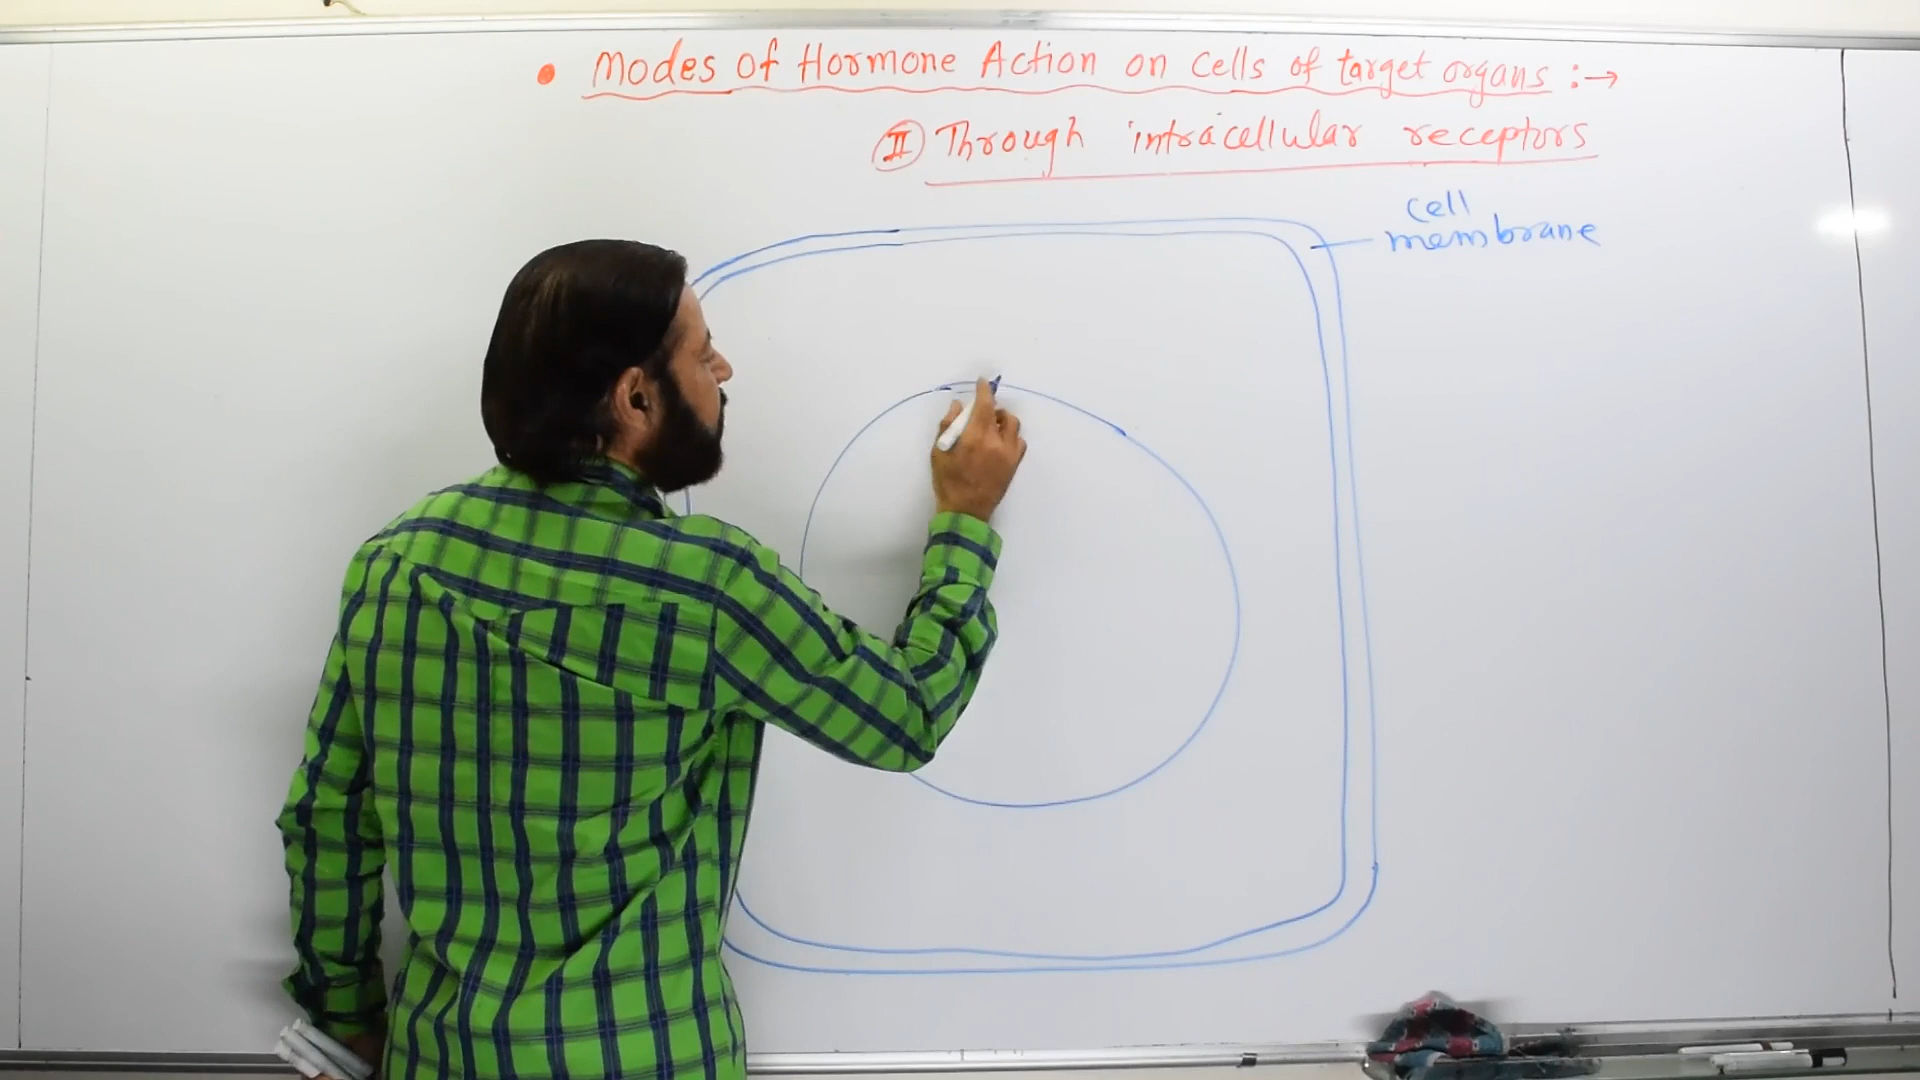 • Modes of Hormone Action on cells of target organs :→
II Through intracellular receptors
cell
membrane